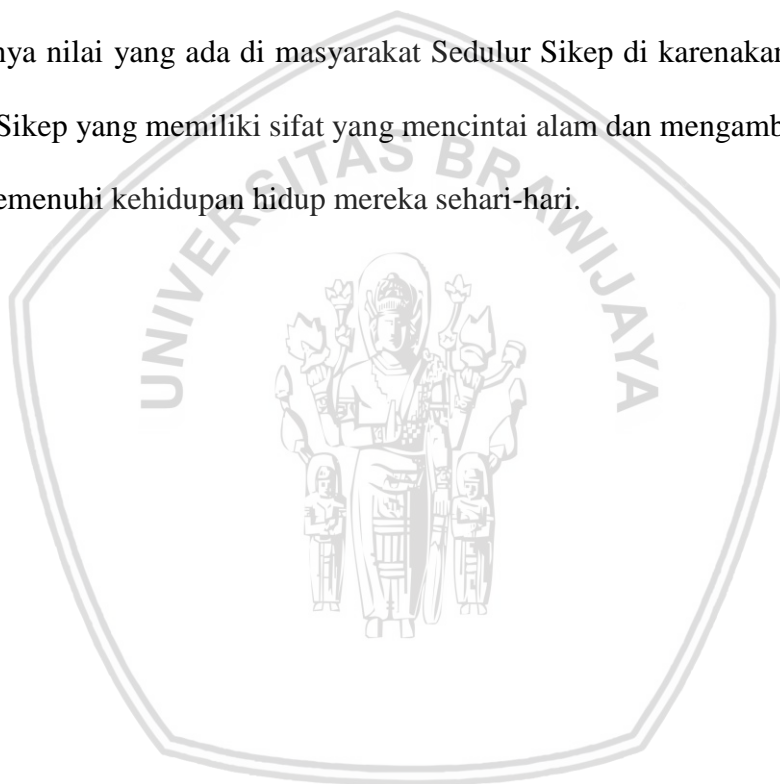 nya nilai yang ada di masyarakat Sedulur Sikep di karenakan
Sikep yang memiliki sifat yang mencintai alam dan mengamb
emenuhi kehidupan hidup mereka sehari-hari.
UNIVERSITAS BRAWIJAYA